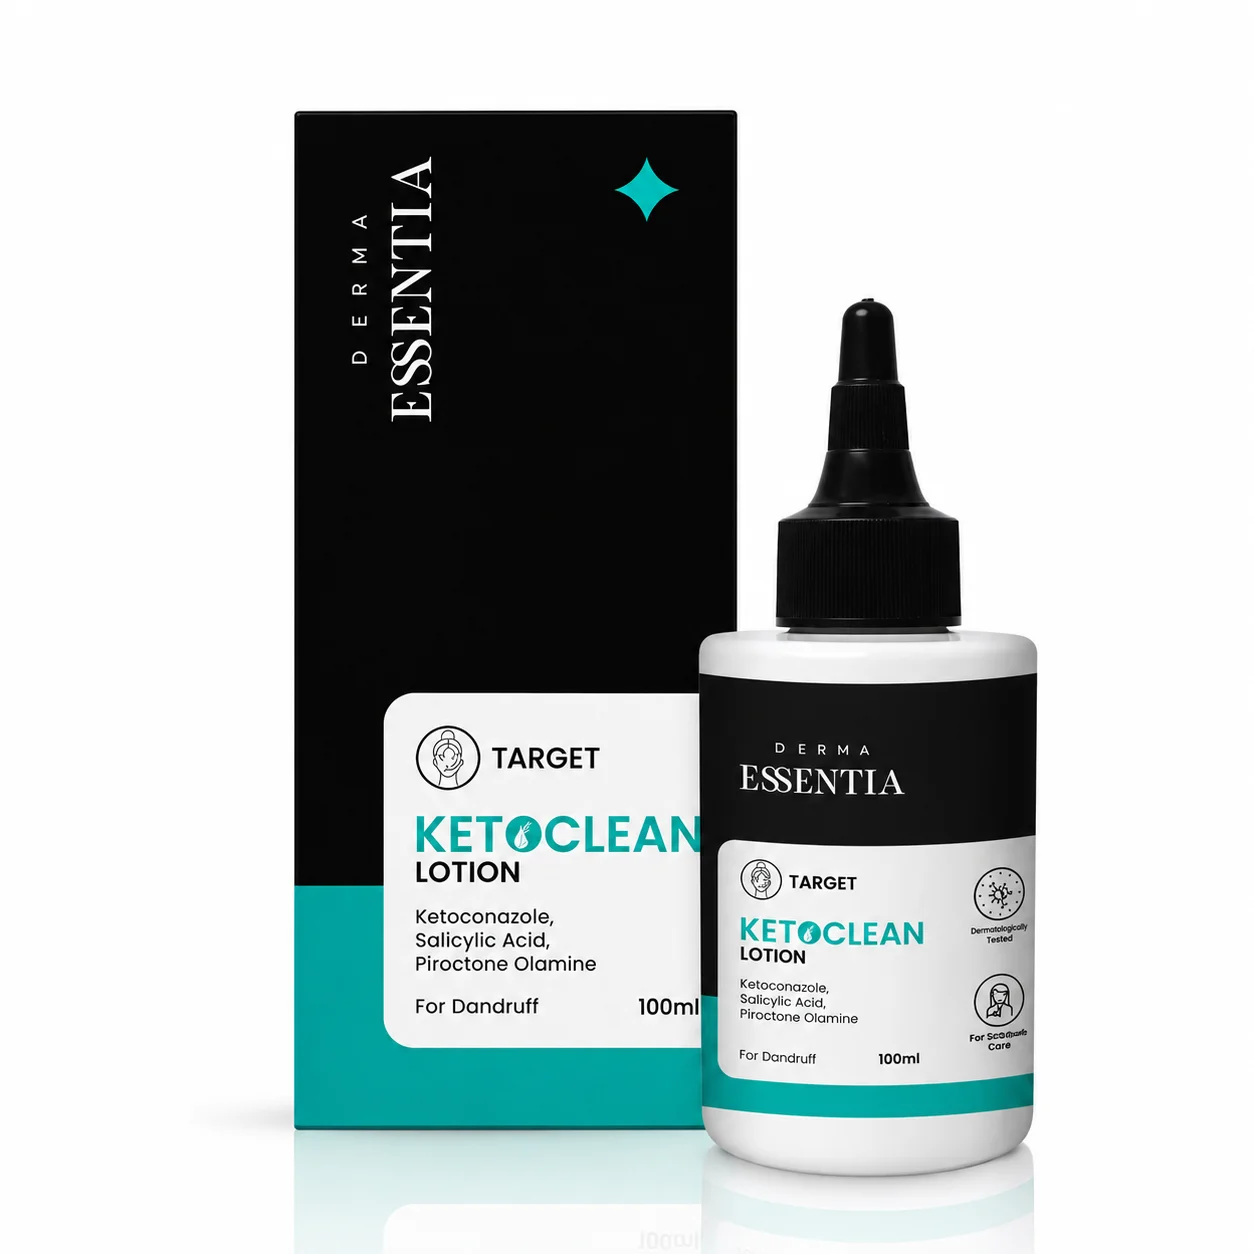 DERMA
ESSENTIA
TARGET
KETOCLEAN
LOTION
Ketoconazole,
Salicylic Acid,
Piroctone Olamine
For Dandruff
100ml
DERMA
ESSENTIA
TARGET
KETOCLEAN
LOTION
Ketoconazole,
Salicylic Acid,
Piroctone Olamine
For Dandruff
100ml
Dermatologically
Tested
For
Care